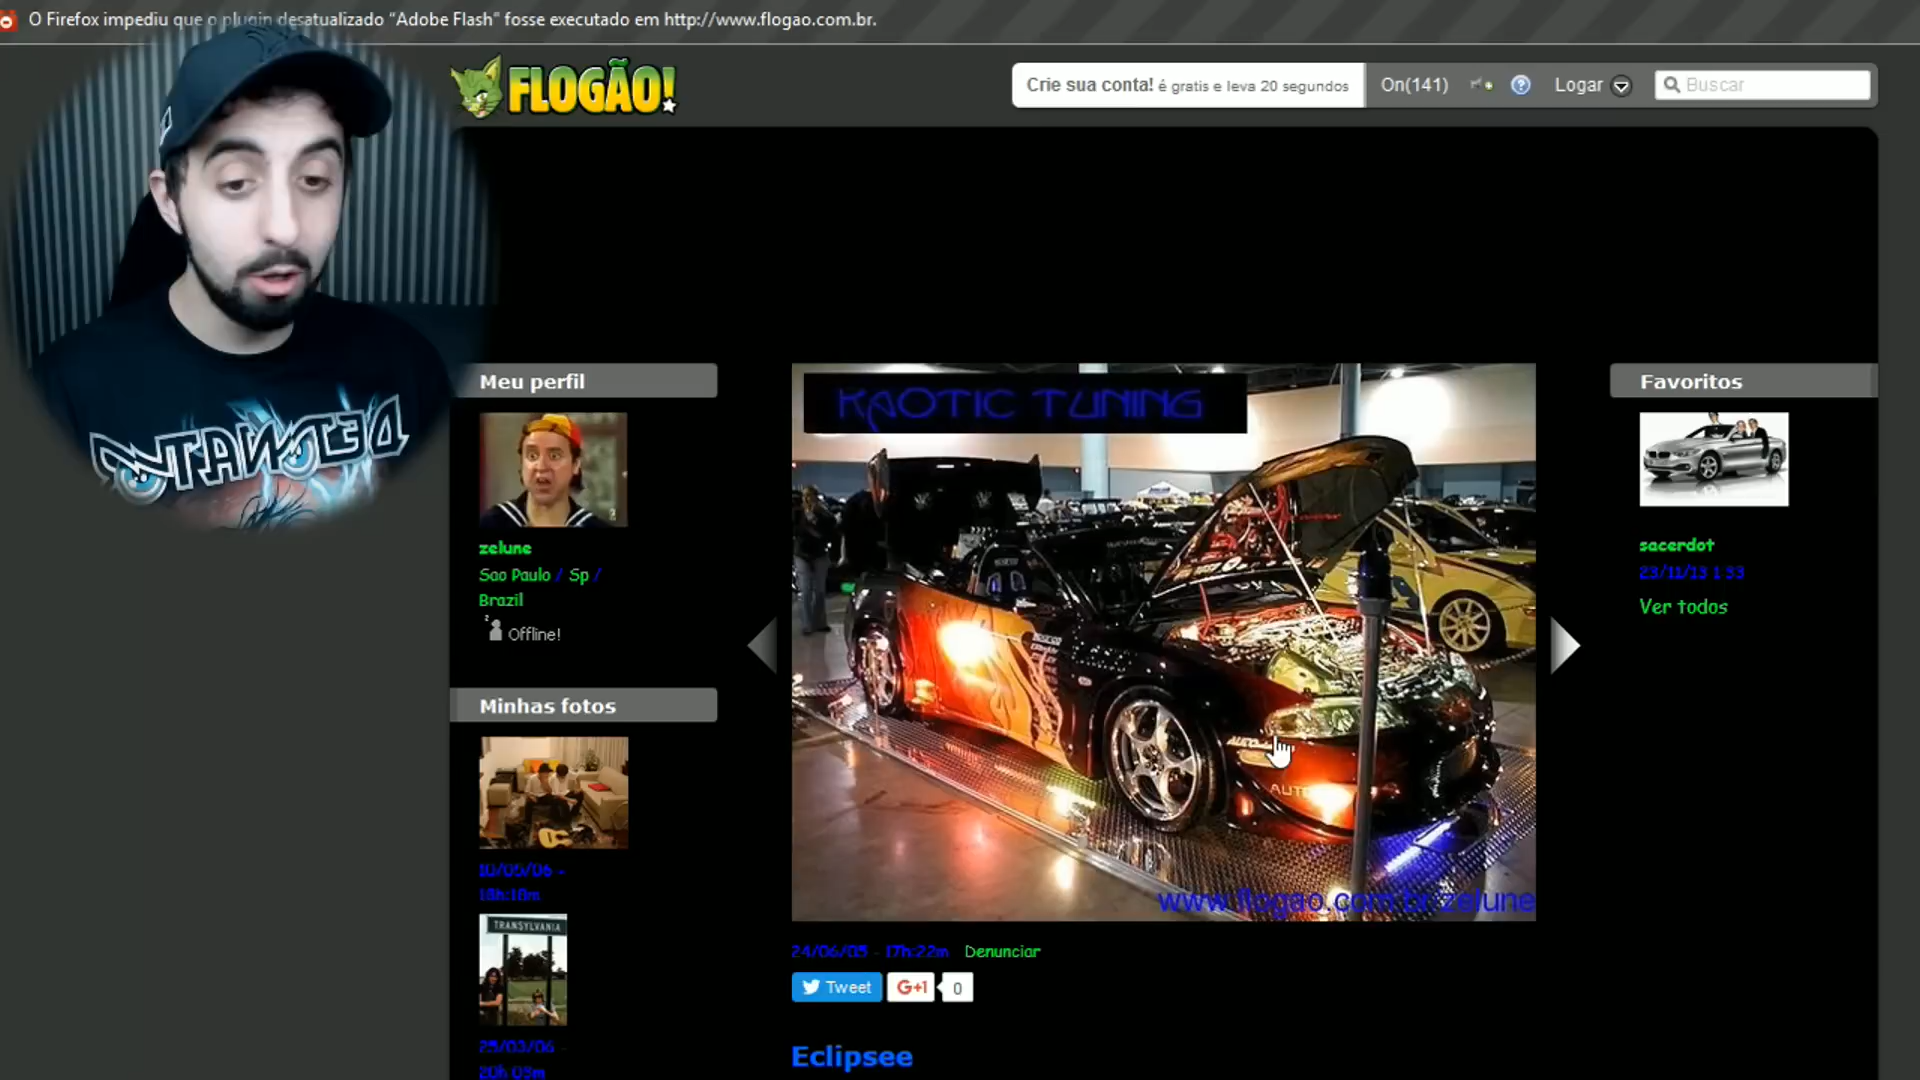 O Firefox impediu que o plugin desatualizado “Adobe Flash” fosse executado em http://www.flogao.com.br.
FLOGÃO!
Crie sua conta! é gratis e leva 20 segundos
On(141)
Logar
Buscar
Meu perfil
zelune
Sao Paulo / Sp /
Brazil
Offline!
Minhas fotos
10/05/06 -
18h:18m
TRANSYLVANIA
25/03/06 -
20h:03m
KAOTIC TUNING
www.flogao.com.br/zelune
24/06/05 - 17h:22m Denunciar
Tweet
G+1
0
Eclipsee
Favoritos
sacerdot
23/11/13 1:33
Ver todos